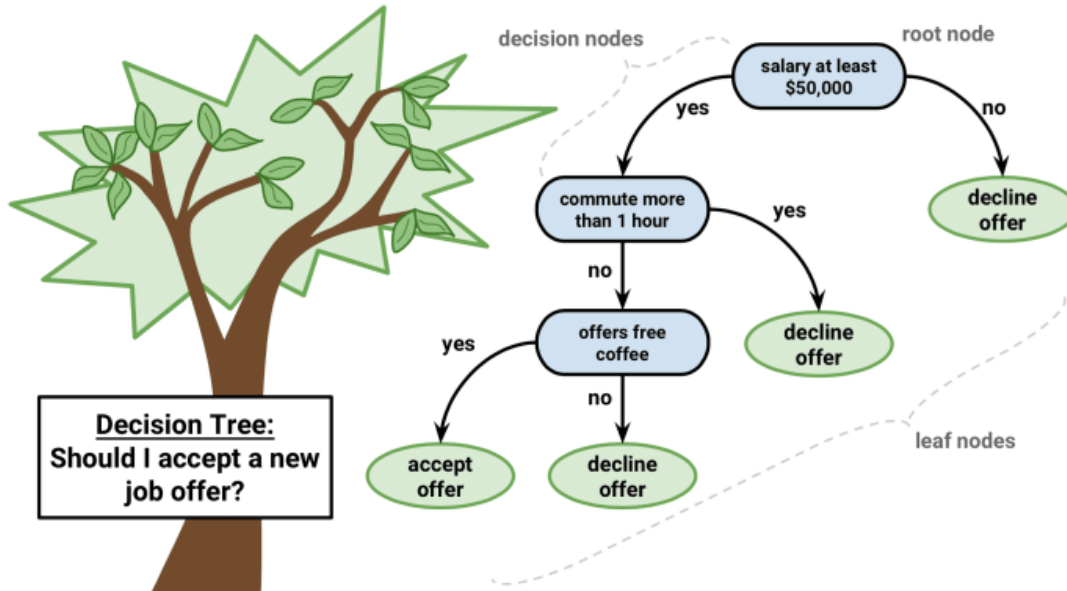 decision nodes
root node
salary at least
$50,000
yes
no
decline
offer
commute more
than 1 hour
yes
no
decline
offer
offers free
coffee
yes
no
accept
offer
decline
offer
leaf nodes
Decision Tree:
Should I accept a new
job offer?